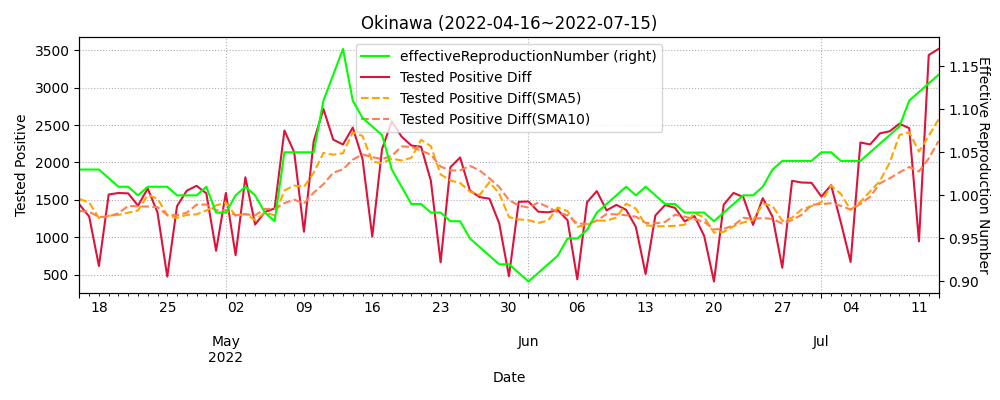 Okinawa (2022-04-16~2022-07-15)
effectiveReproductionNumber (right)
Tested Positive Diff
Tested Positive Diff(SMA5)
Tested Positive Diff(SMA10)
Tested Positive
3500
3000
2500
2000
1500
1000
500
1.15
1.10
1.05
1.00
0.95
0.90
Effective Reproduction Number
18 25 02 09 16 23 30 06 13 20 27 04 11
May Jun Jul
2022
Date